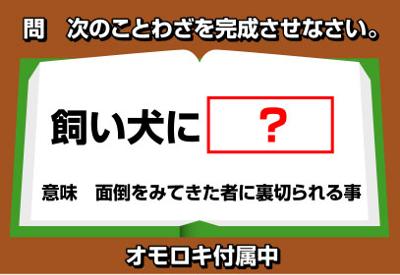 問　次のことわざを完成させなさい。
飼い犬に ?
意味　面倒をみてきた者に裏切られる事
オモロキ付属中